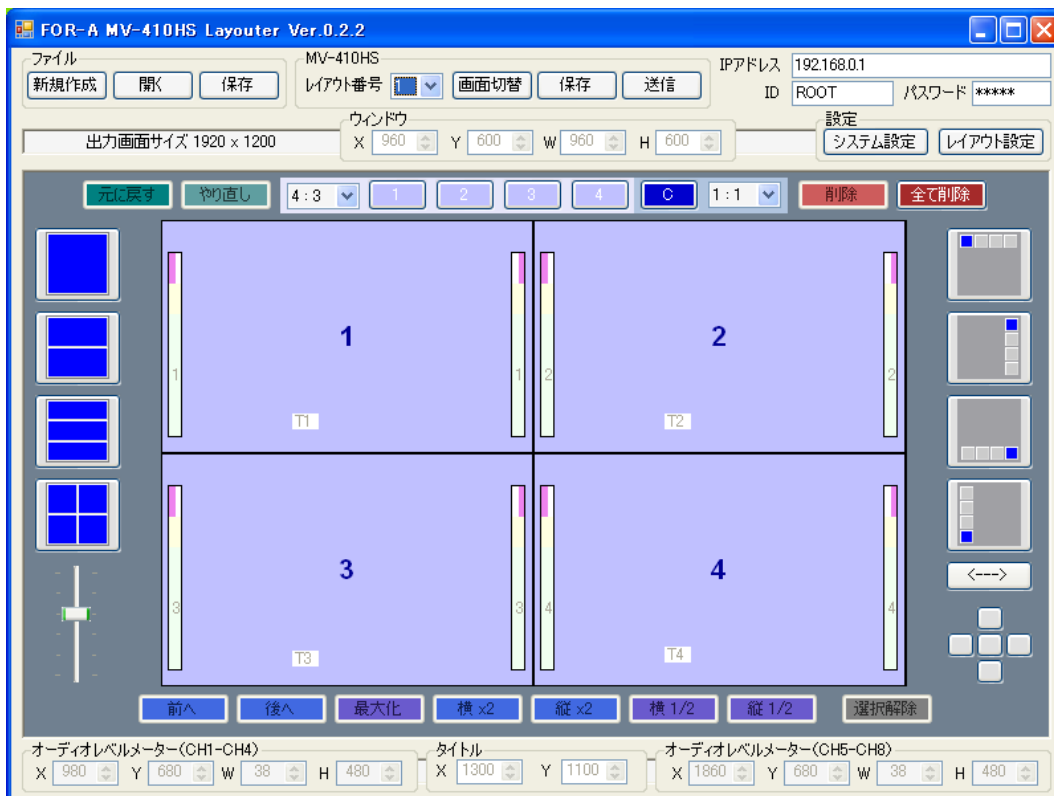 FOR-A MV-410HS Layouter Ver.0.2.2
ファイル
新規作成 開く 保存
MV-410HS
レイアウト番号 1 画面切替 保存 送信
IPアドレス 192.168.0.1
ID ROOT パスワード *****
出力画面サイズ 1920 x 1200
ウィンドウ
X 960 Y 600 W 960 H 600
設定
システム設定 レイアウト設定
元に戻す やり直し 4:3 1 2 3 4 C 1:1 削除 全て削除
1 1 1
2 2 2
T1 T2
3 3 3
4 4 4
T3 T4
<--->
前へ 後へ 最大化 横 x2 縦 x2 横 1/2 縦 1/2 選択解除
オーディオレベルメーター(CH1-CH4)
X 980 Y 680 W 38 H 480
タイトル
X 1300 Y 1100
オーディオレベルメーター(CH5-CH8)
X 1860 Y 680 W 38 H 480